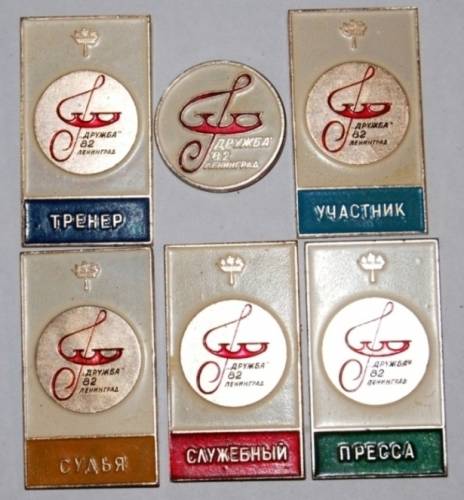 „ДРУЖБА"
82
ЛЕНИНГРАД
ТРЕНЕР
ДРУЖБА
82
ЛЕНИНГРАД
„ДРУЖБА"
82
ЛЕНИНГРАД
УЧАСТНИК
„ДРУЖБА"
82
ЛЕНИНГРАД
СУДЬЯ
„ДРУЖБА"
82
ЛЕНИНГРАД
СЛУЖЕБНЫЙ
„ДРУЖБА"
82
ЛЕНИНГРАД
ПРЕССА